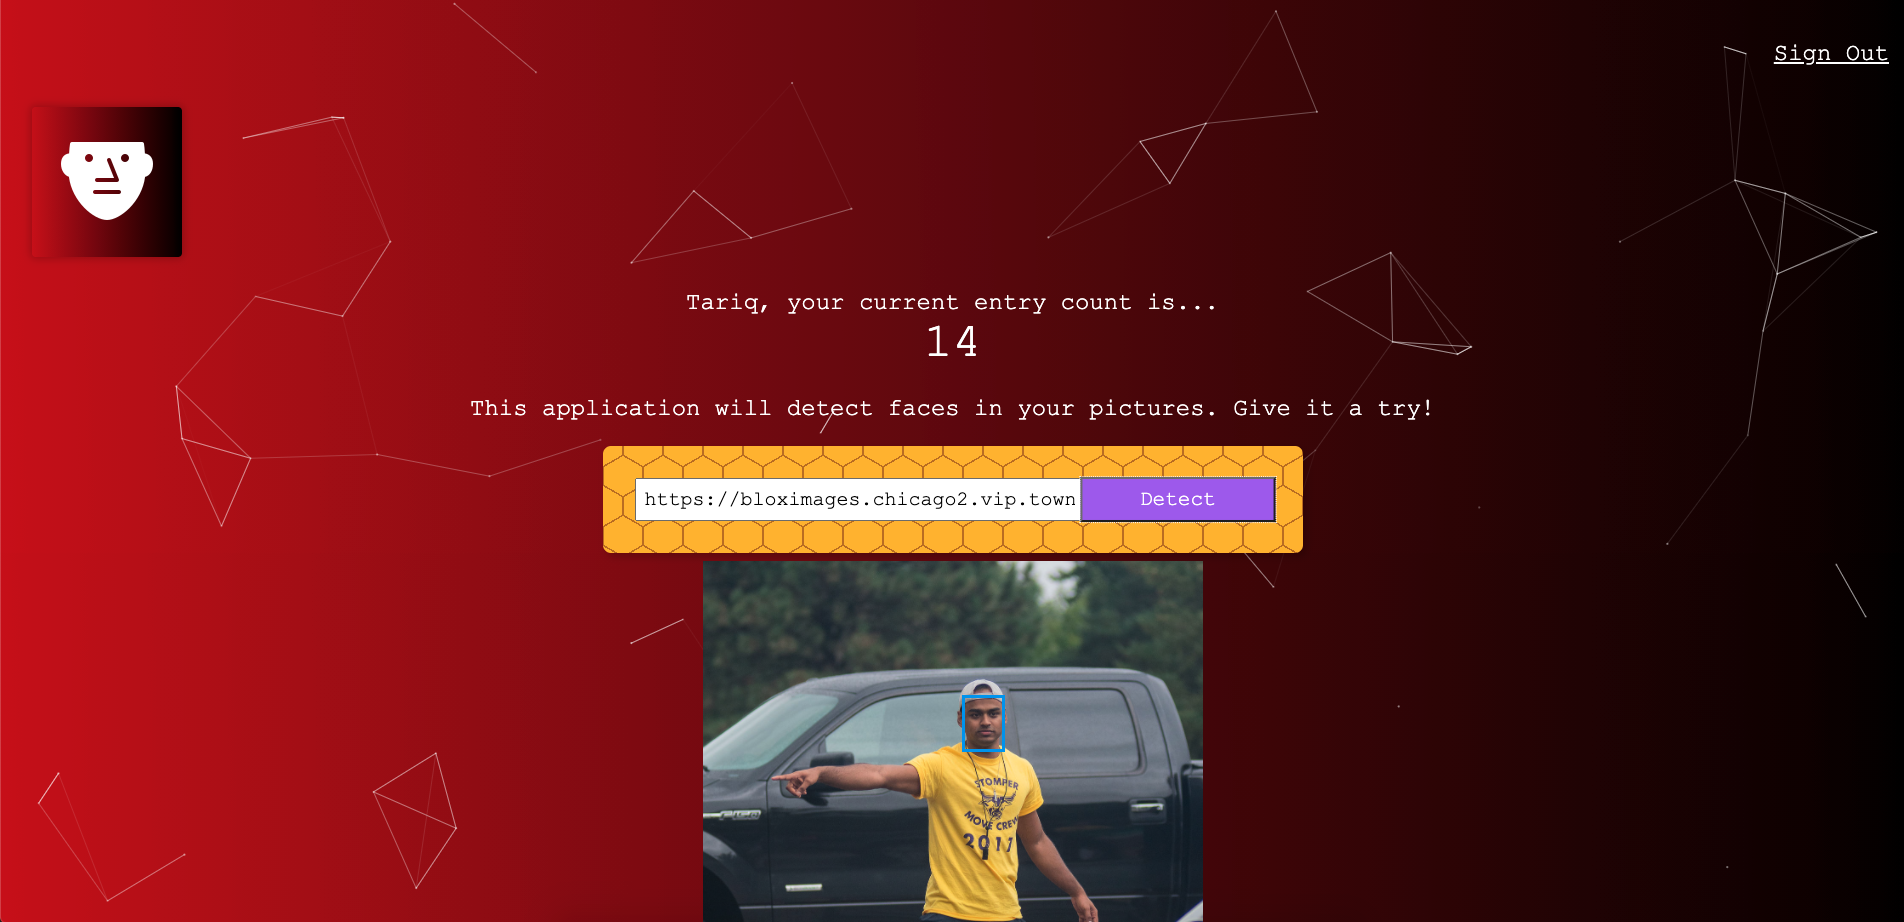 Sign Out
Tariq, your current entry count is...
14
This application will detect faces in your pictures. Give it a try!
https://bloximages.chicago2.vip.town
Detect
STOMPER
MOVE CREW
2017